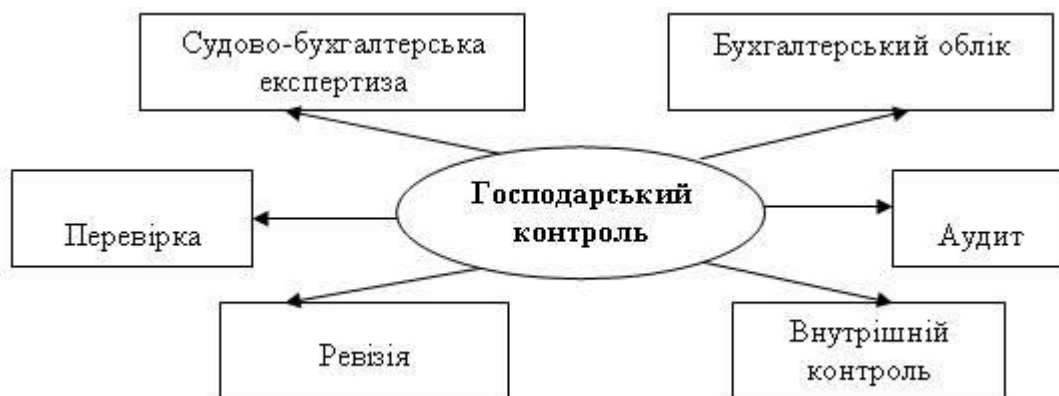 Судово-бухгалтерська
експертиза
Бухгалтерський облік
Господарський
контроль
Перевірка
Аудит
Ревізія
Внутрішній
контроль